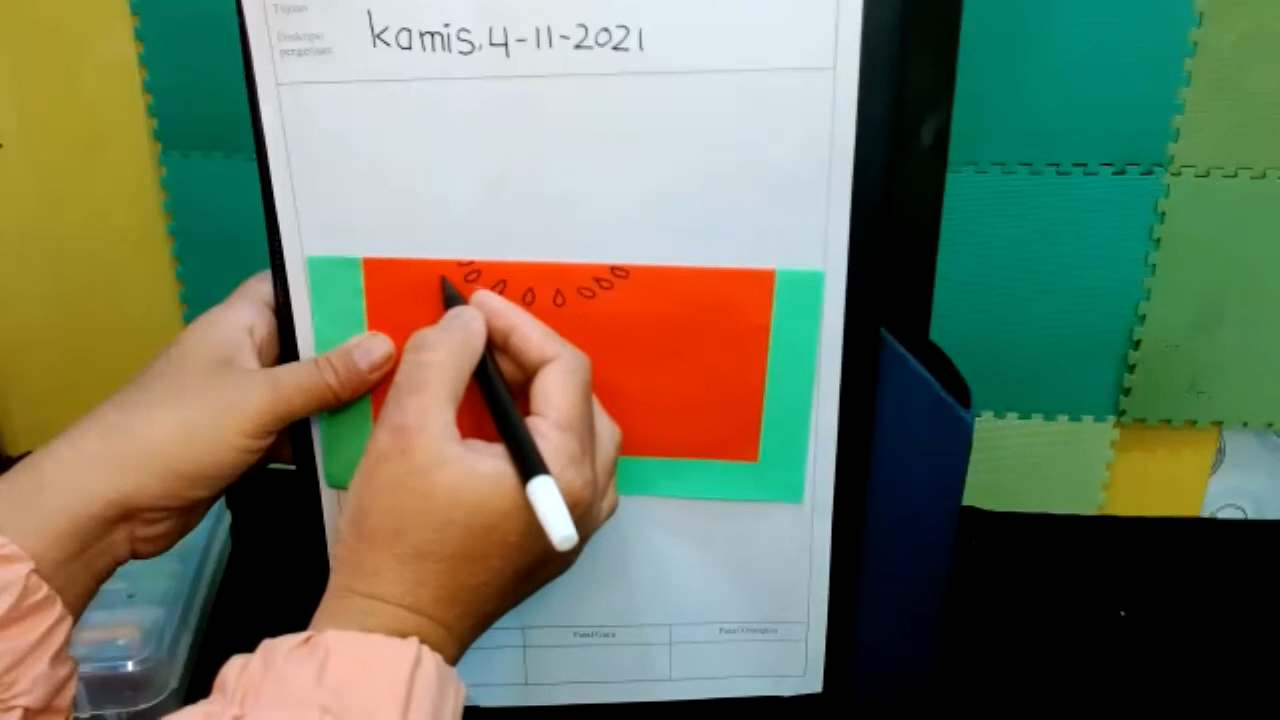 Tujuan
Deskripsi
pengerjaan
kamis, 4-11-2021
Paraf Guru
Paraf Orangtua